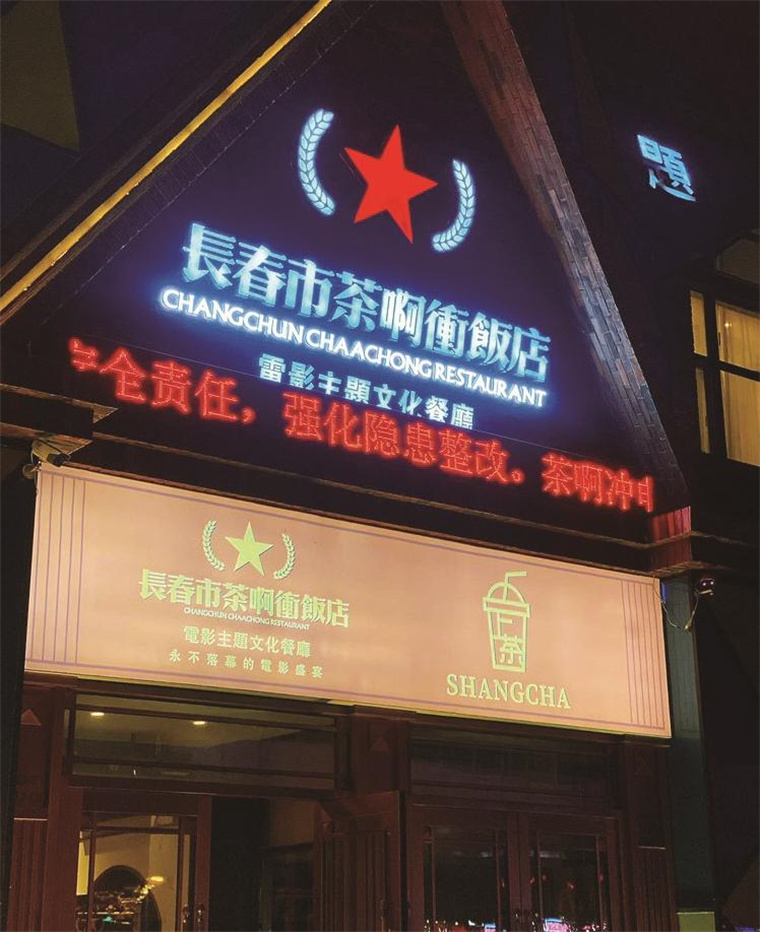 題
長春市茶啊衝飯店
CHANGCHUN CHAACHONG RESTAURANT
電影主題文化餐廳
全责任，强化隐患整改。茶啊冲
長春市茶啊衝飯店
CHANGCHUN CHAACHONG RESTAURANT
電影主題文化餐廳
永不落幕的電影盛宴
上茶
SHANGCHA